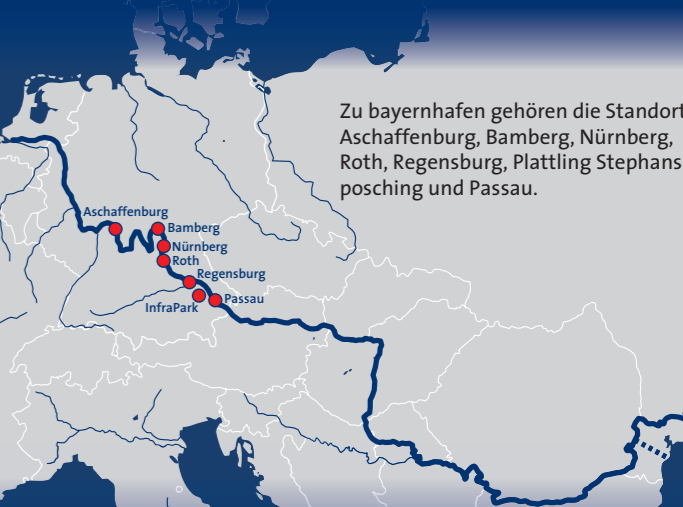 Zu bayernhafen gehören die Standort
Aschaffenburg, Bamberg, Nürnberg,
Roth, Regensburg, Plattling Stephans
posching und Passau.
Aschaffenburg
Bamberg
Nürnberg
Roth
Regensburg
Passau
InfraPark